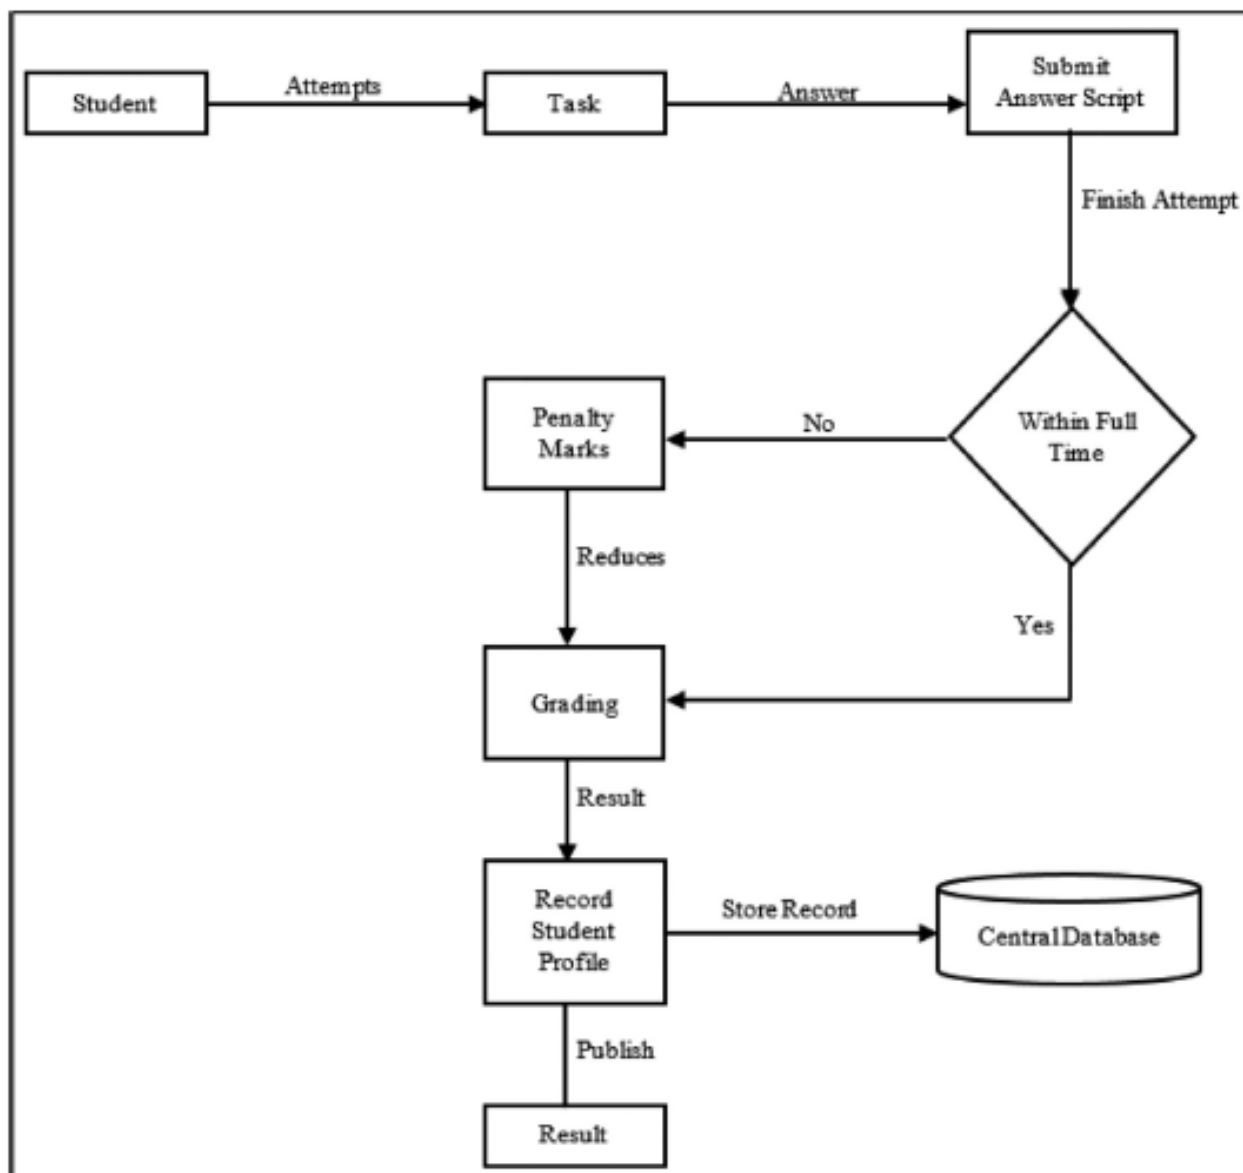 Student
Attempts
Task
Answer
Submit
Answer Script
Finish Attempt
Within Full
Time
No
Penalty
Marks
Reduces
Yes
Grading
Result
Record
Student
Profile
Store Record
Central Database
Publish
Result